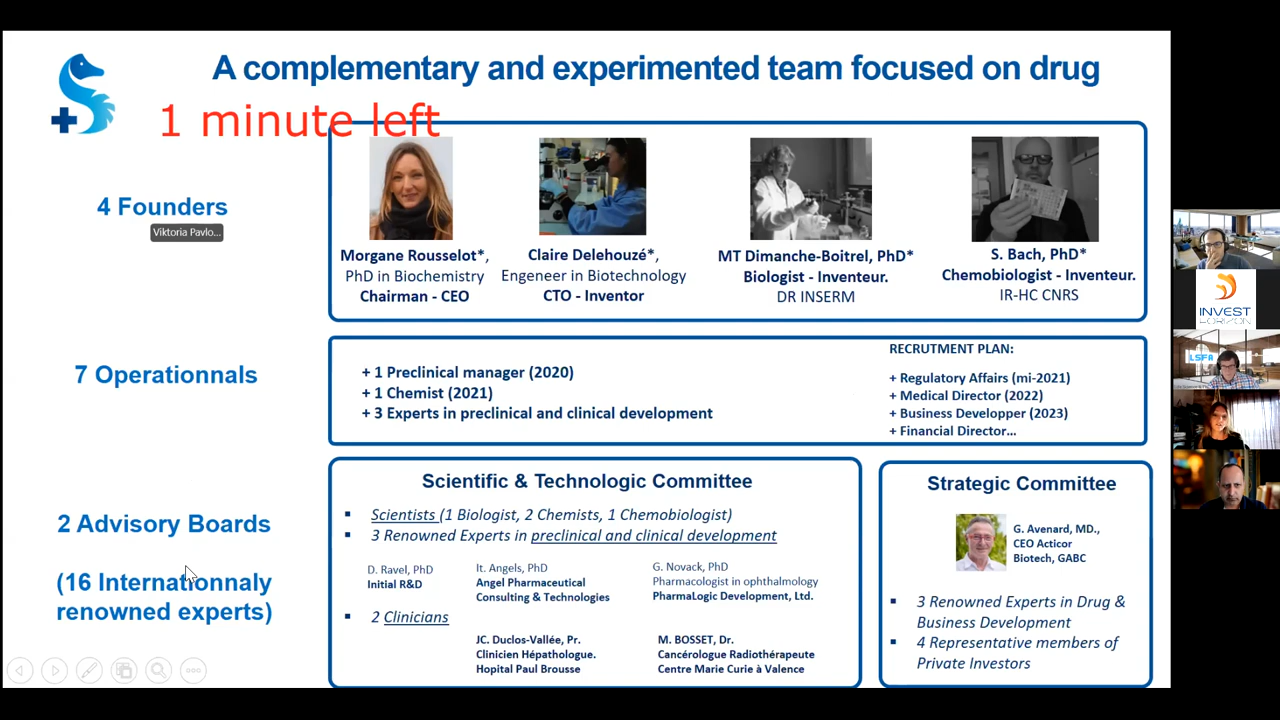 A complementary and experimented team focused on drug
1 minute left
4 Founders
Viktoria Pavlo...
Morgane Rousselot*,
PhD in Biochemistry
Chairman - CEO
Claire Delehouzé*,
Engeneer in Biotechnology
CTO - Inventor
MT Dimanche-Boitrel, PhD*
Biologist - Inventeur.
DR INSERM
S. Bach, PhD*
Chemobiologist - Inventeur.
IR-HC CNRS
7 Operationnals
+ 1 Preclinical manager (2020)
+ 1 Chemist (2021)
+ 3 Experts in preclinical and clinical development
RECRUTMENT PLAN:
+ Regulatory Affairs (mi-2021)
+ Medical Director (2022)
+ Business Developper (2023)
+ Financial Director...
2 Advisory Boards
(16 Internationnaly
renowned experts)
Scientific & Technologic Committee
▪ Scientists (1 Biologist, 2 Chemists, 1 Chemobiologist)
▪ 3 Renowned Experts in preclinical and clinical development
D. Ravel, PhD
Initial R&D
It. Angels, PhD
Angel Pharmaceutical
Consulting & Technologies
G. Novack, PhD
Pharmacologist in ophthalmology
PharmaLogic Development, Ltd.
▪ 2 Clinicians
JC. Duclos-Vallée, Pr.
Clinicien Hépathologue.
Hopital Paul Brousse
M. BOSSET, Dr.
Cancérologue Radiothérapeute
Centre Marie Curie à Valence
Strategic Committee
G. Avenard, MD.,
CEO Acticor
Biotech, GABC
▪ 3 Renowned Experts in Drug &
Business Development
▪ 4 Representative members of
Private Investors
INVEST
HORIZON
LSFA